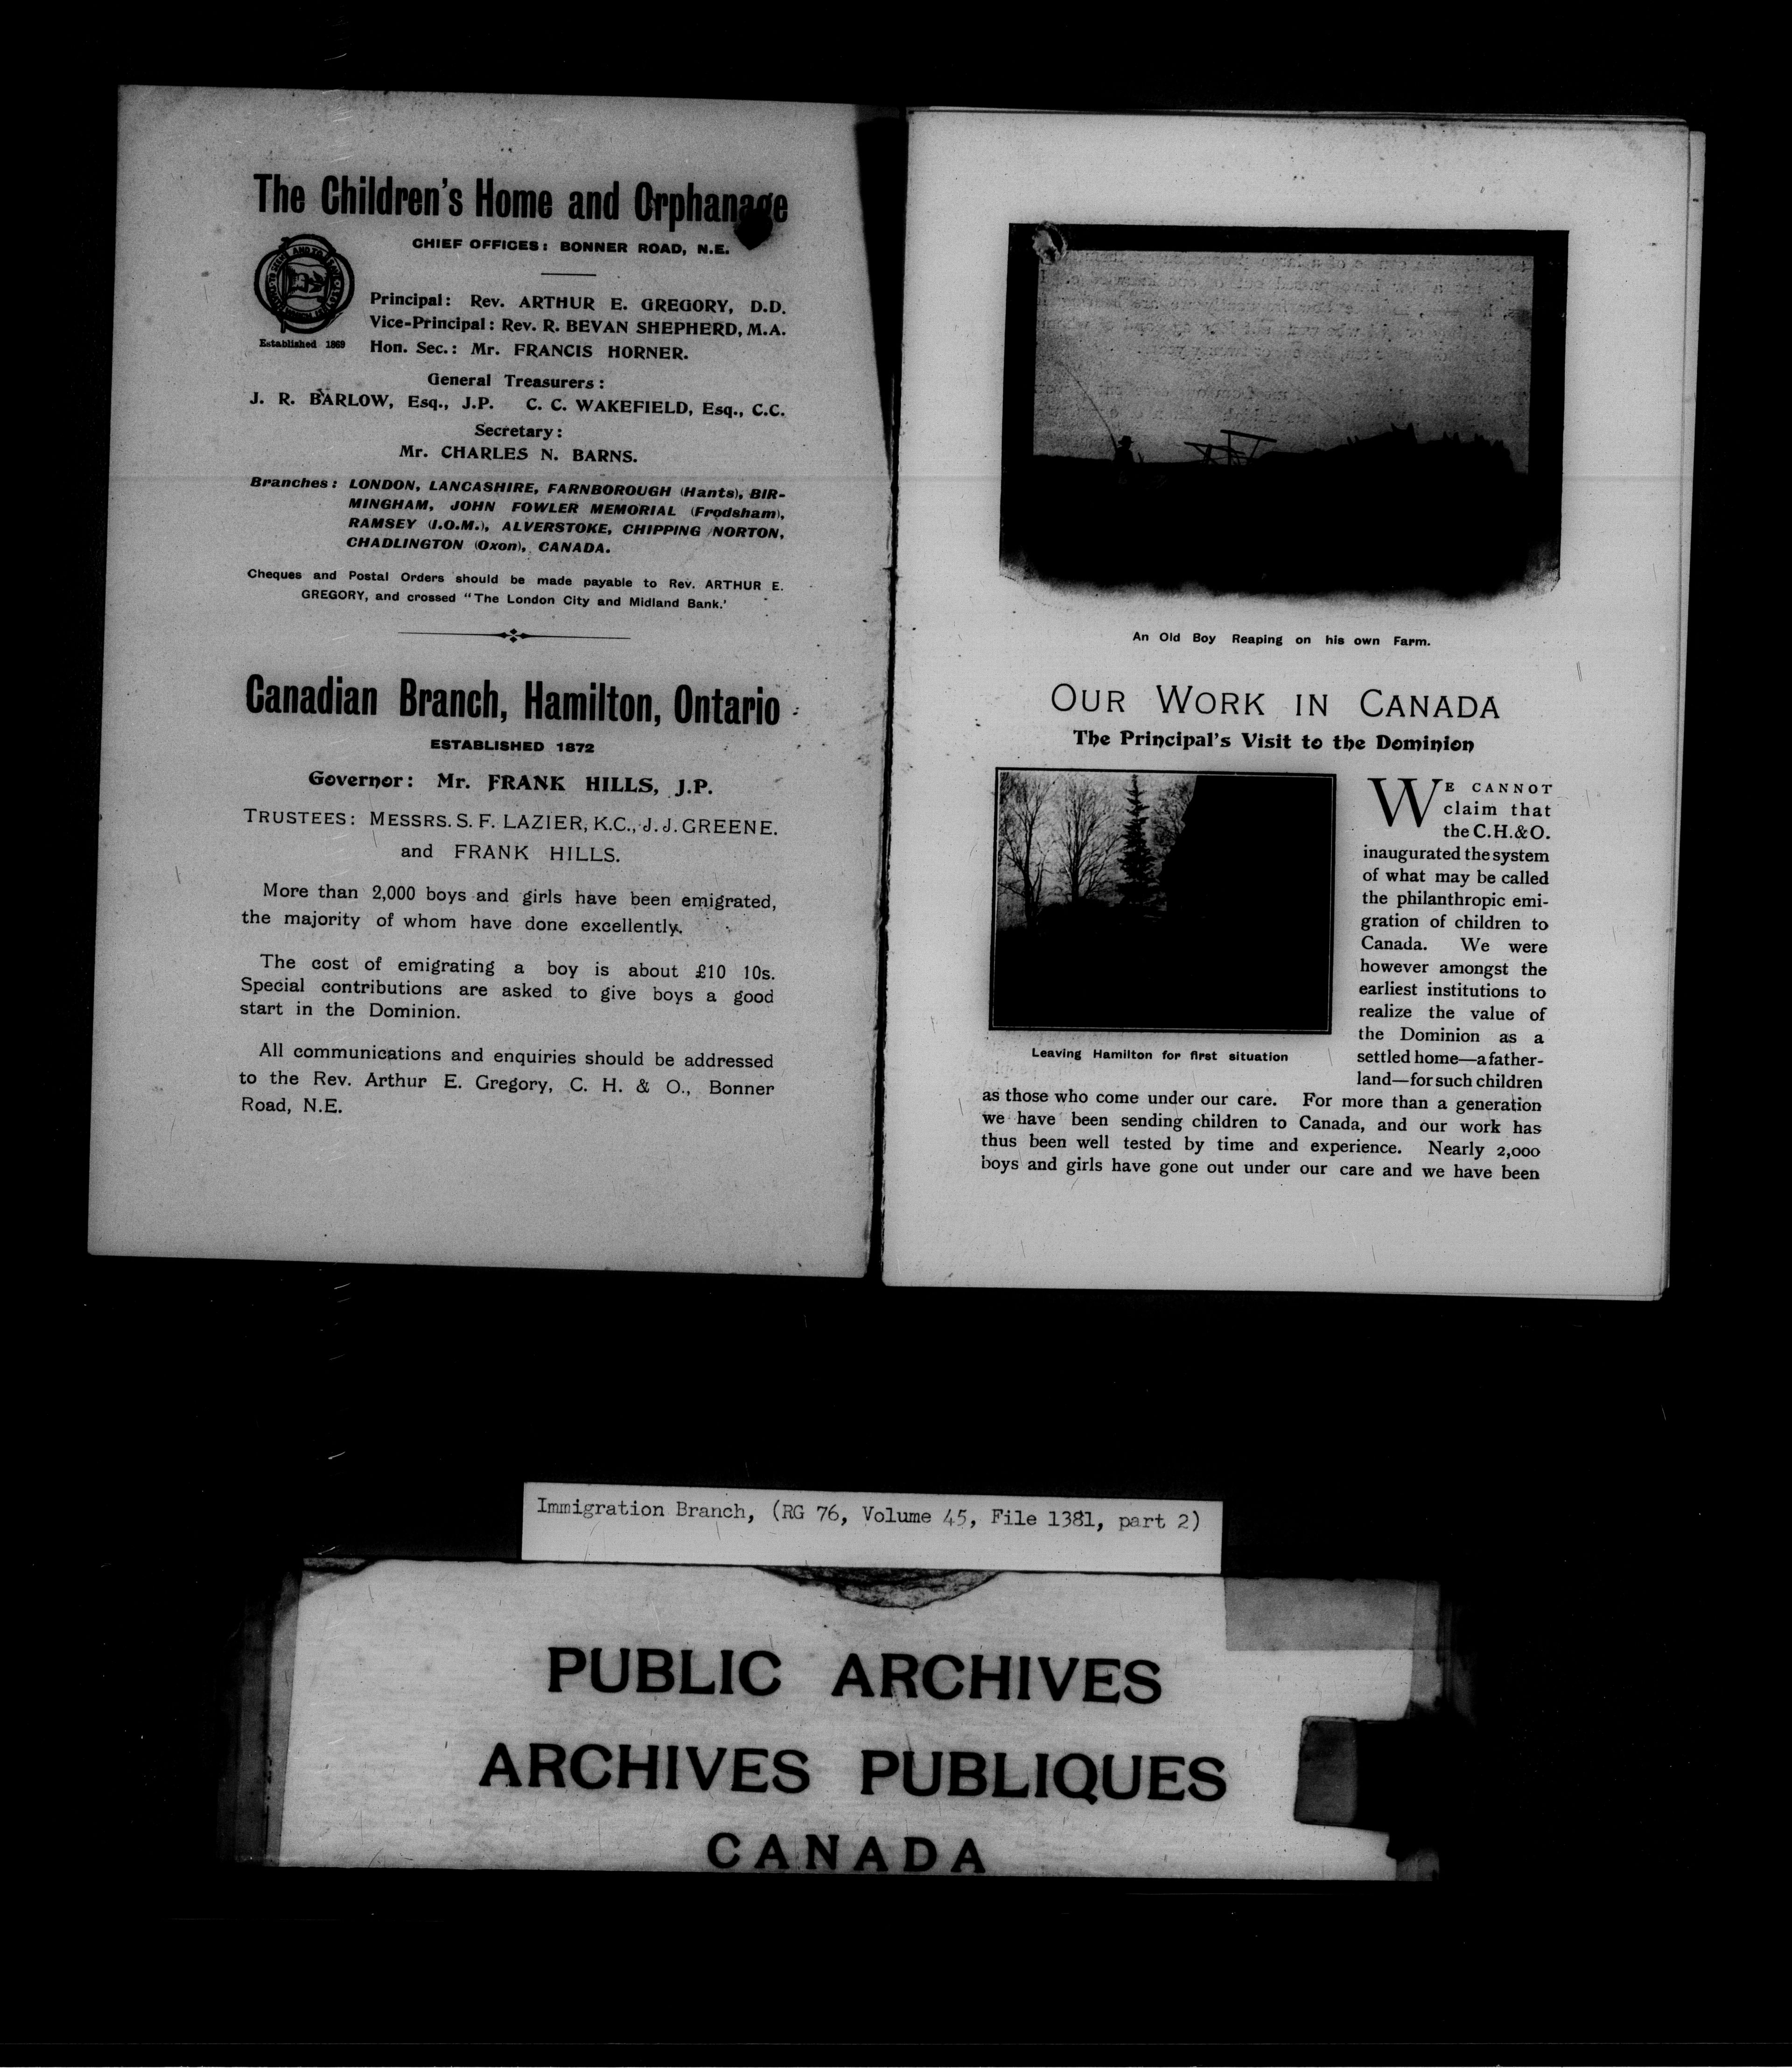 The Children's Home and Orphanage
CHIEF OFFICES: BONNER ROAD, N.E.
Established 1869
Principal: Rev. ARTHUR E. GREGORY, D.D.
Vice-Principal: Rev. R. BEVAN SHEPHERD, M.A.
Hon. Sec.: Mr. FRANCIS HORNER.
General Treasurers:
J. R. BARLOW, Esq., J.P. C. C. WAKEFIELD, Esq., C.C.
Secretary:
Mr. CHARLES N. BARNS.
Branches: LONDON, LANCASHIRE, FARNBOROUGH (Hants), BIR-
MINGHAM, JOHN FOWLER MEMORIAL (Frodsham),
RAMSEY (I.O.M.), ALVERSTOKE, CHIPPING NORTON,
CHADLINGTON (Oxon), CANADA.
Cheques and Postal Orders should be made payable to Rev. ARTHUR E.
GREGORY, and crossed "The London City and Midland Bank.'
Canadian Branch, Hamilton, Ontario
ESTABLISHED 1872
Governor: Mr. FRANK HILLS, J.P.
TRUSTEES: MESSRS. S. F. LAZIER, K.C., J. J. GREENE.
and FRANK HILLS.
More than 2,000 boys and girls have been emigrated,
the majority of whom have done excellently.
The cost of emigrating a boy is about £10 10s.
Special contributions are asked to give boys a good
start in the Dominion.
All communications and enquiries should be addressed
to the Rev. Arthur E. Gregory, C. H. & O., Bonner
Road, N.E.
An Old Boy Reaping on his own Farm.
OUR WORK IN CANADA
The Principal's Visit to the Dominion
Leaving Hamilton for first situation
WE CANNOT
claim that
the C.H.&O.
inaugurated the system
of what may be called
the philanthropic emi-
gration of children to
Canada. We were
however amongst the
earliest institutions to
realize the value of
the Dominion as a
settled home—a father-
land—for such children
as those who come under our care. For more than a generation
we have been sending children to Canada, and our work has
thus been well tested by time and experience. Nearly 2,000
boys and girls have gone out under our care and we have been
Immigration Branch, (RG 76, Volume 45, File 1381, part 2)
PUBLIC ARCHIVES
ARCHIVES PUBLIQUES
CANADA